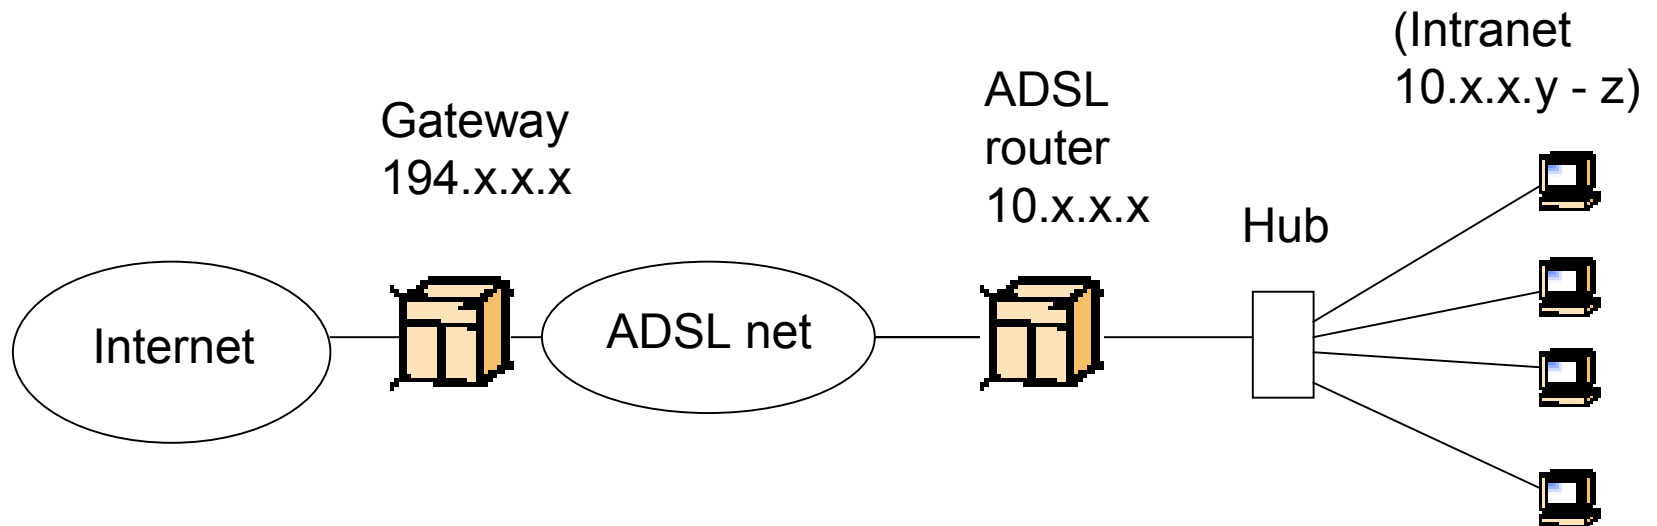 Internet
Gateway
194.x.x.x
ADSL net
ADSL
router
10.x.x.x
Hub
(Intranet
10.x.x.y - z)